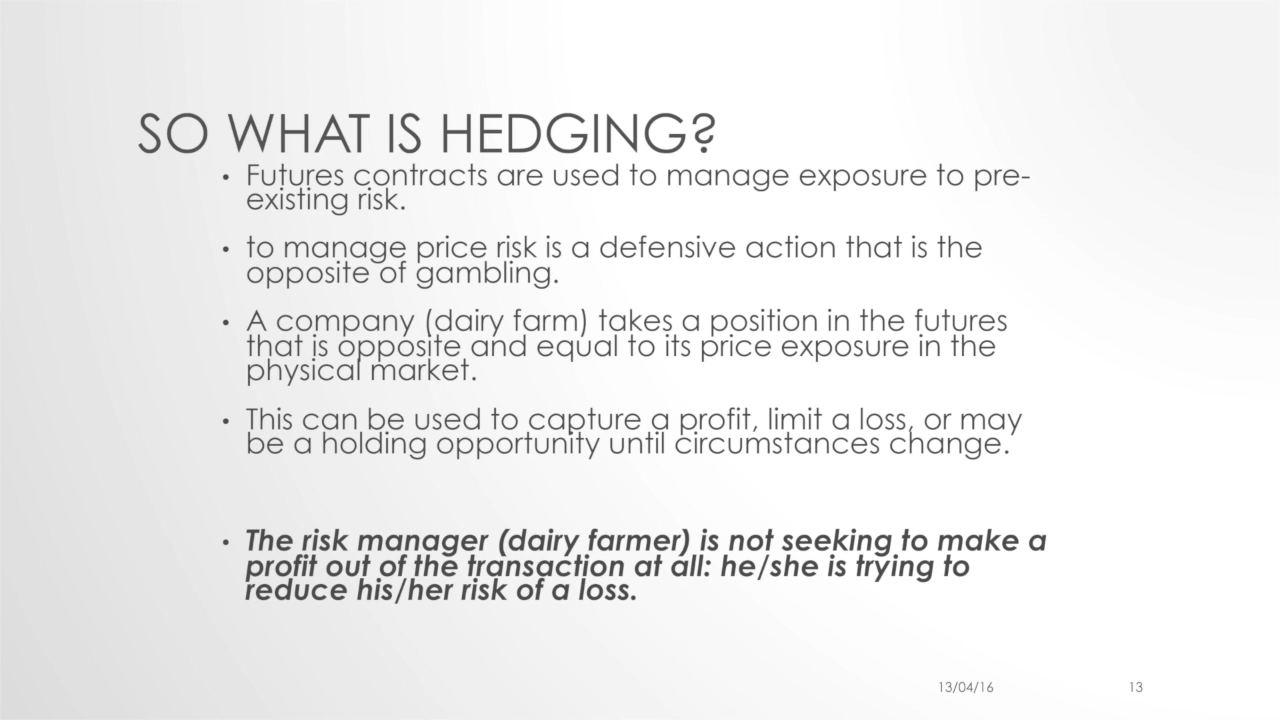 SO WHAT IS HEDGING?
• Futures contracts are used to manage exposure to pre-
existing risk.
• to manage price risk is a defensive action that is the
opposite of gambling.
• A company (dairy farm) takes a position in the futures
that is opposite and equal to its price exposure in the
physical market.
• This can be used to capture a profit, limit a loss, or may
be a holding opportunity until circumstances change.
• The risk manager (dairy farmer) is not seeking to make a
profit out of the transaction at all: he/she is trying to
reduce his/her risk of a loss.
13/04/16
13